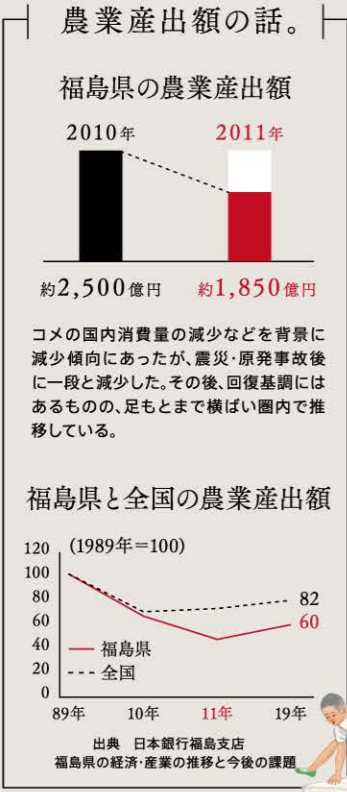 農業産出額の話。
福島県の農業産出額
2010年
2011年
約2,500億円
約1,850億円
コメの国内消費量の減少などを背景に
減少傾向にあったが、震災・原発事故後
に一段と減少した。その後、回復基調には
あるものの、足もとまで横ばい圏内で推
移している。
福島県と全国の農業産出額
(1989年=100)
120
100
80
60
40
20
0
82
60
福島県
全国
89年
10年
11年
19年
出典 日本銀行福島支店
福島県の経済・産業の推移と今後の課題